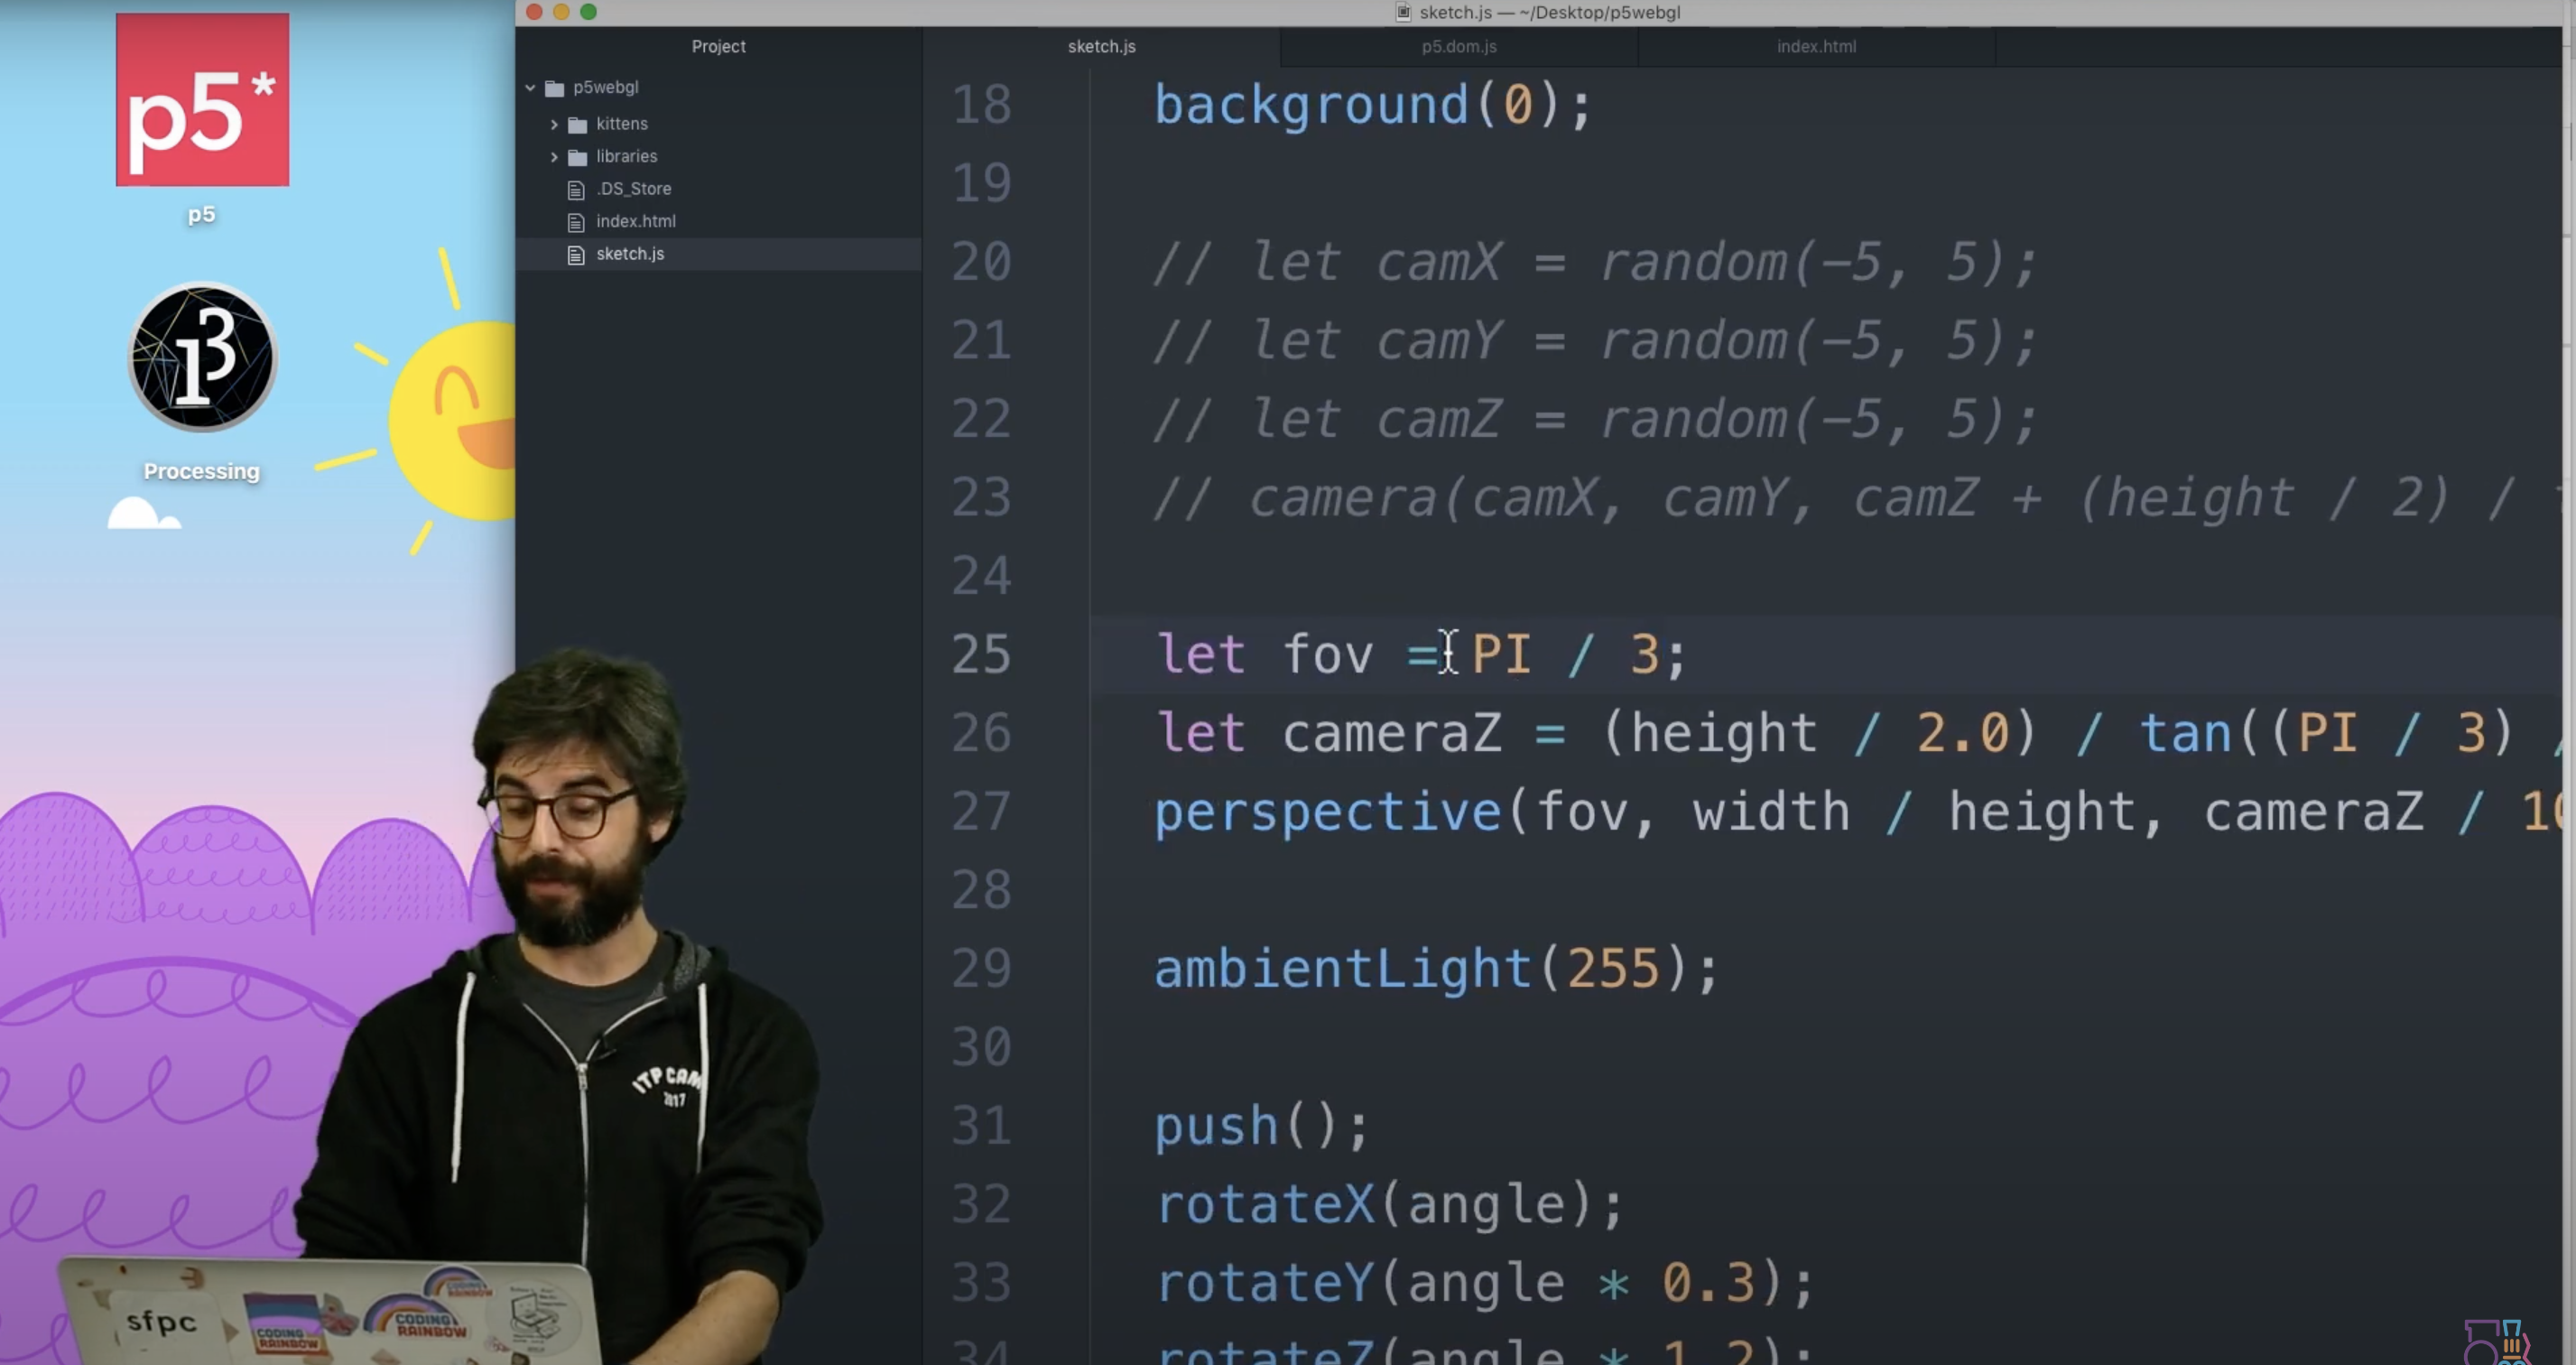 p5*
p5
Processing
sketch.js — ~/Desktop/p5webgl
Project
p5webgl
kittens
libraries
.DS_Store
index.html
sketch.js
sketch.js
p5.dom.js
index.html
18 background(0);
19
20 // let camX = random(-5, 5);
21 // let camY = random(-5, 5);
22 // let camZ = random(-5, 5);
23 // camera(camX, camY, camZ + (height / 2) /
24
25 let fov = PI / 3;
26 let cameraZ = (height / 2.0) / tan((PI / 3) /
27 perspective(fov, width / height, cameraZ / 10
28
29 ambientLight(255);
30
31 push();
32 rotateX(angle);
33 rotateY(angle * 0.3);
34 rotateZ(angle * 1.2);
ITP CAM
2017
sfpc
CODING
RAINBOW
CODING
RAINBOW
CODING